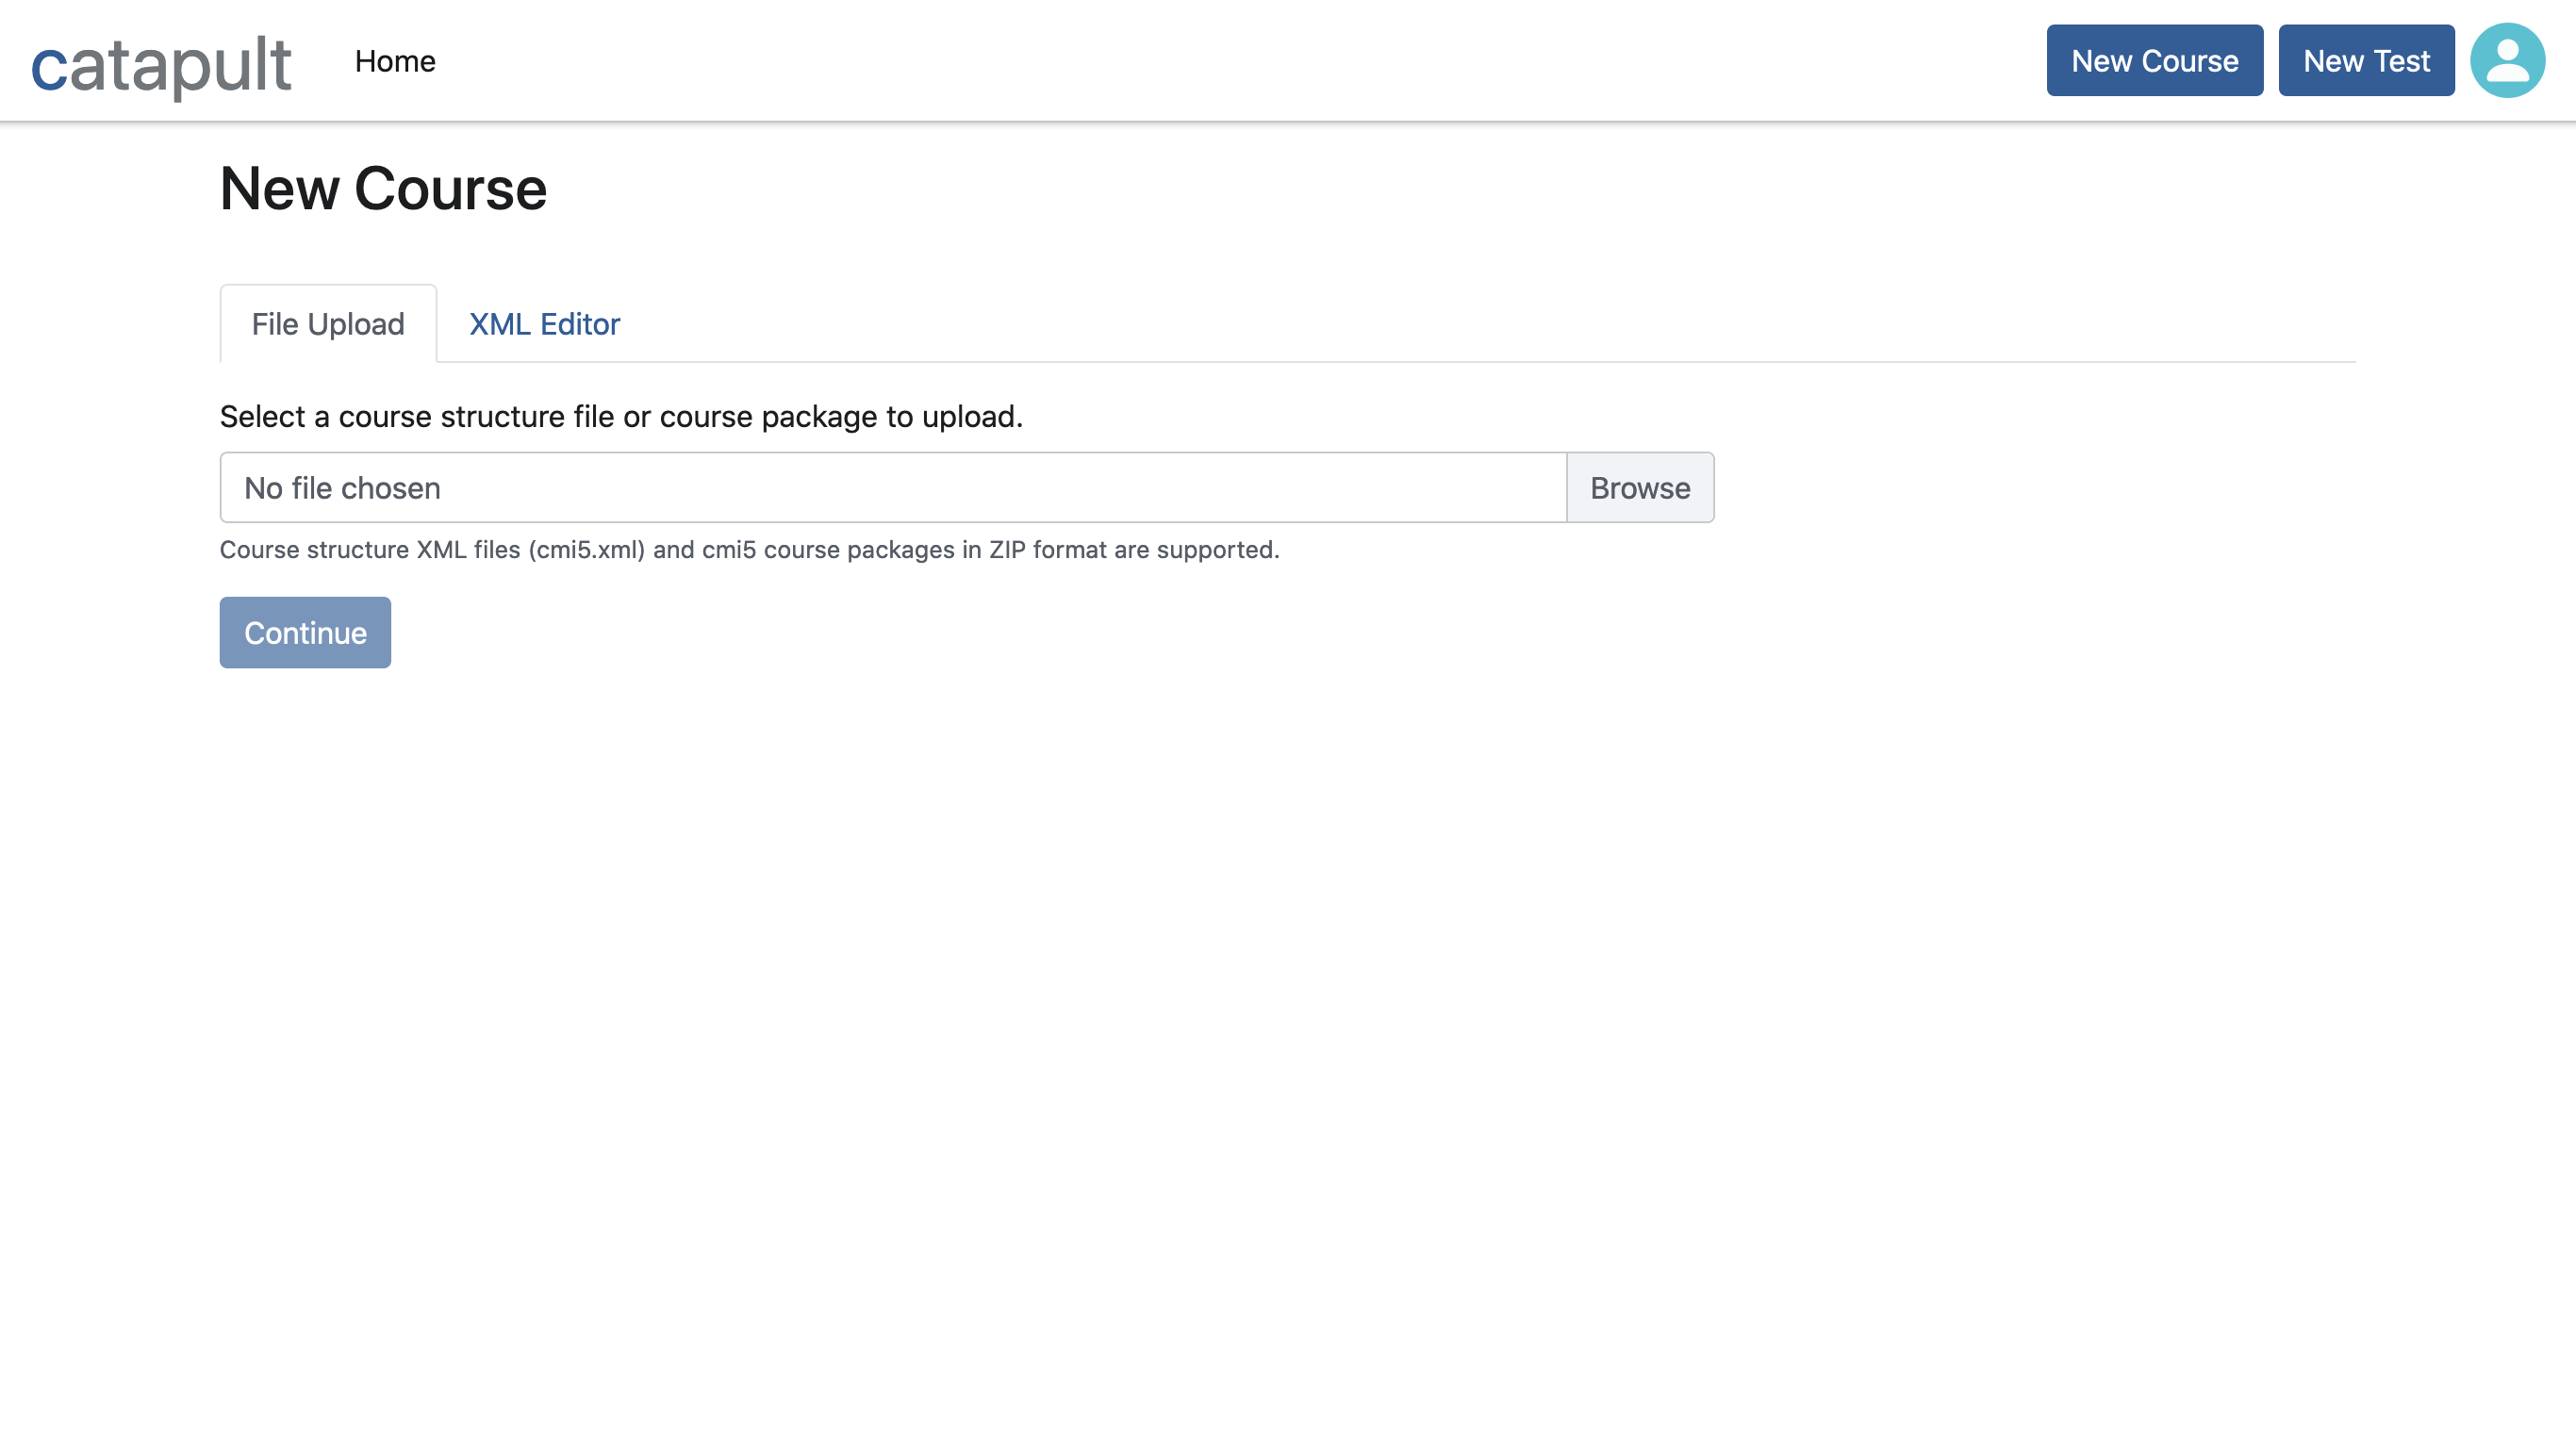 catapult Home New Course New Test
New Course
File Upload XML Editor
Select a course structure file or course package to upload.
No file chosen Browse
Course structure XML files (cmi5.xml) and cmi5 course packages in ZIP format are supported.
Continue